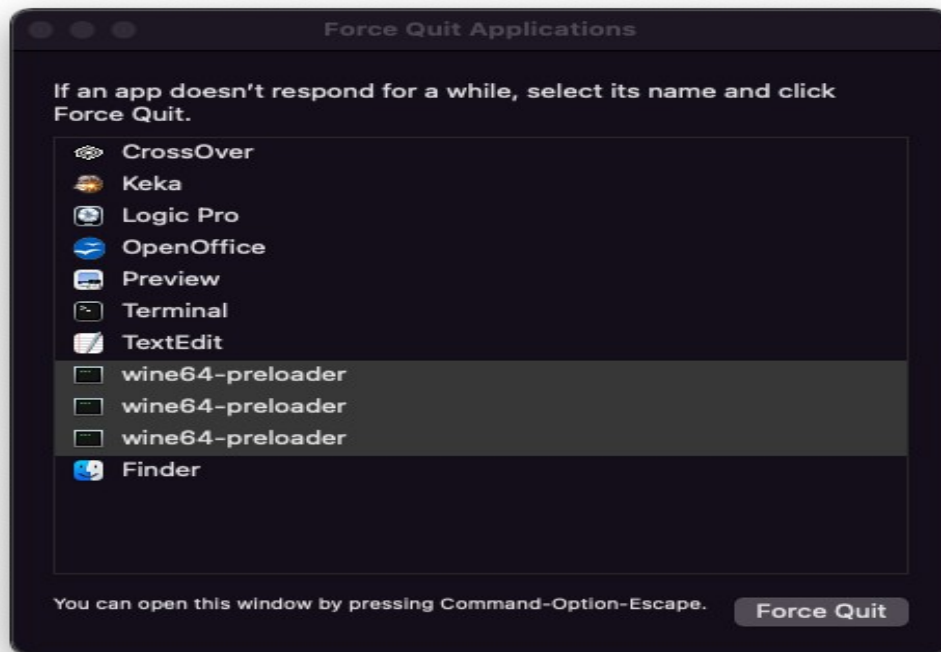 Force Quit Applications
If an app doesn’t respond for a while, select its name and click
Force Quit.
CrossOver
Keka
Logic Pro
OpenOffice
Preview
Terminal
TextEdit
wine64-preloader
wine64-preloader
wine64-preloader
Finder
You can open this window by pressing Command-Option-Escape.
Force Quit